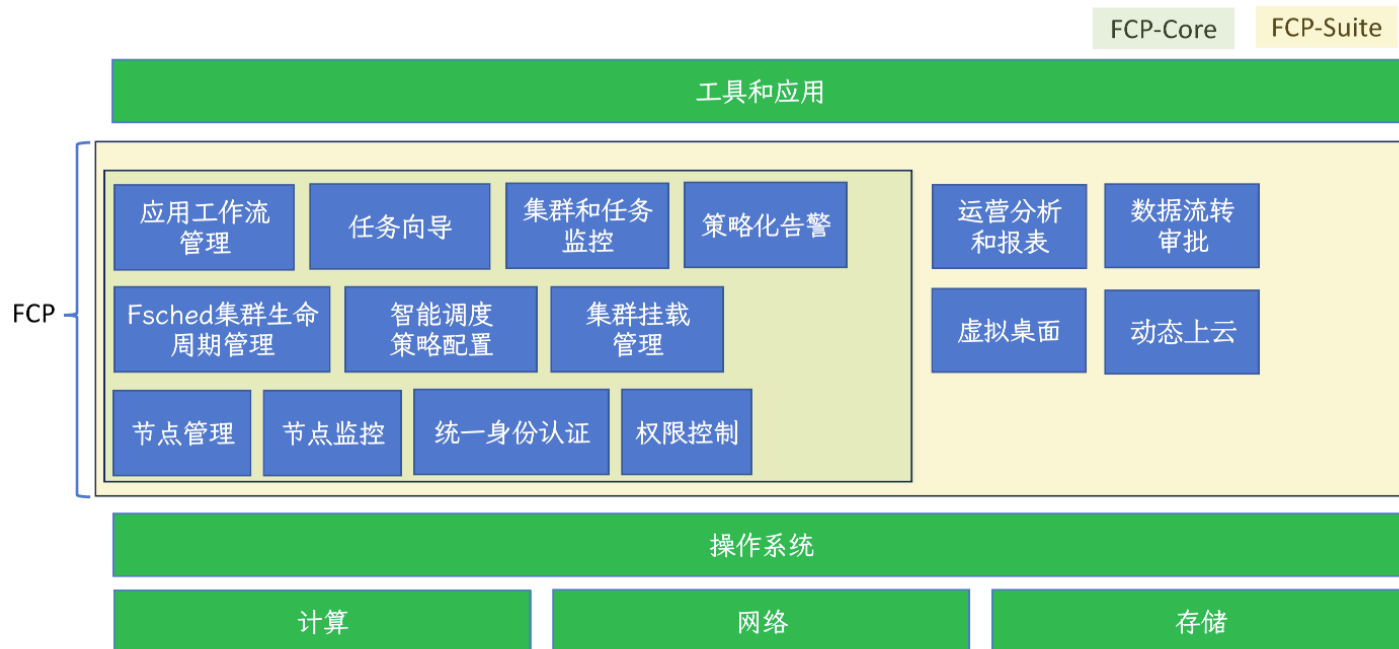 FCP-Core
FCP-Suite
工具和应用
FCP
应用工作流
管理
任务向导
集群和任务
监控
策略化告警
运营分析
和报表
数据流转
审批
Fsched集群生命
周期管理
智能调度
策略配置
集群挂载
管理
虚拟桌面
动态上云
节点管理
节点监控
统一身份认证
权限控制
操作系统
计算
网络
存储